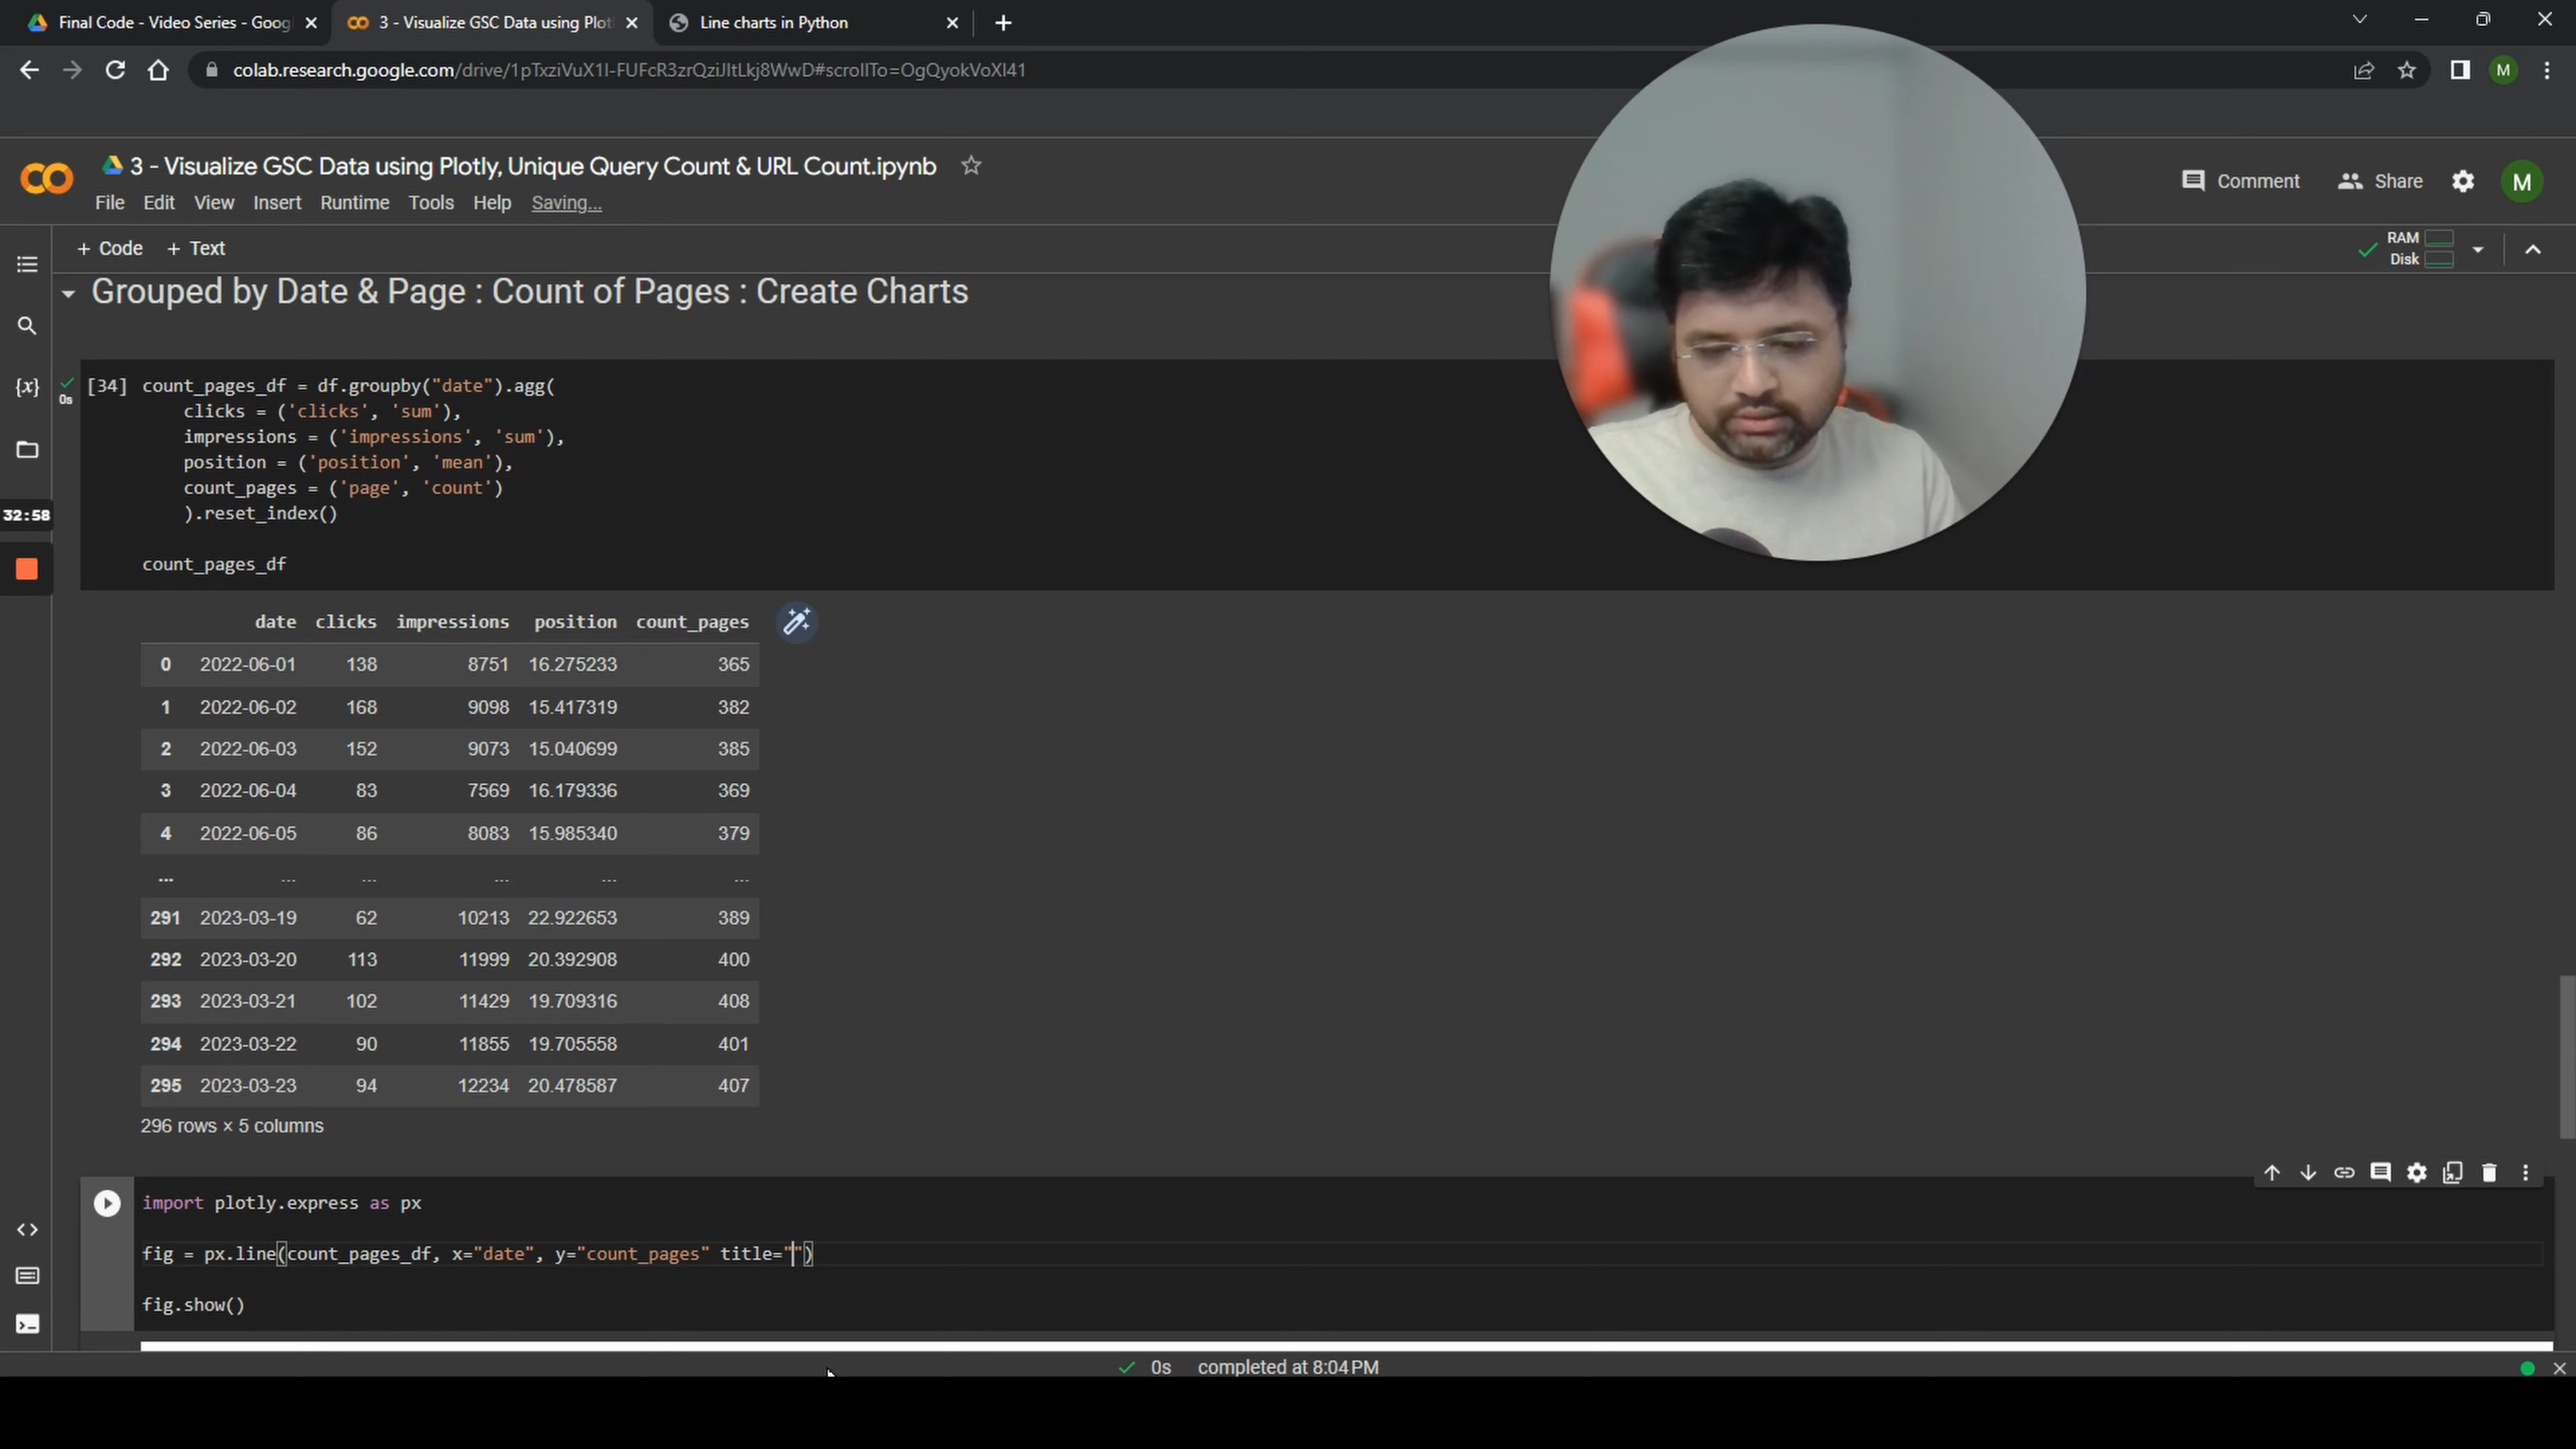 Final Code - Video Series - Goog
3 - Visualize GSC Data using Plot
Line charts in Python
colab.research.google.com/drive/1pTxziVuX1I-FUFcR3zrQziJItLkj8WwD#scrollTo=OgQyokVoXI41
M
3 - Visualize GSC Data using Plotly, Unique Query Count & URL Count.ipynb
Comment
Share
M
File Edit View Insert Runtime Tools Help Saving...
+ Code + Text
RAM
Disk
Grouped by Date & Page : Count of Pages : Create Charts
[34] count_pages_df = df.groupby("date").agg(
0s
{x}
clicks = ('clicks', 'sum'),
impressions = ('impressions', 'sum'),
position = ('position', 'mean'),
count_pages = ('page', 'count')
).reset_index()
32:58
count_pages_df
date clicks impressions position count_pages
0 2022-06-01 138 8751 16.275233 365
1 2022-06-02 168 9098 15.417319 382
2 2022-06-03 152 9073 15.040699 385
3 2022-06-04 83 7569 16.179336 369
4 2022-06-05 86 8083 15.985340 379
... ... ... ... ... ...
291 2023-03-19 62 10213 22.922653 389
292 2023-03-20 113 11999 20.392908 400
293 2023-03-21 102 11429 19.709316 408
294 2023-03-22 90 11855 19.705558 401
295 2023-03-23 94 12234 20.478587 407
296 rows × 5 columns
import plotly.express as px
fig = px.line(count_pages_df, x="date", y="count_pages" title="")
fig.show()
0s completed at 8:04 PM